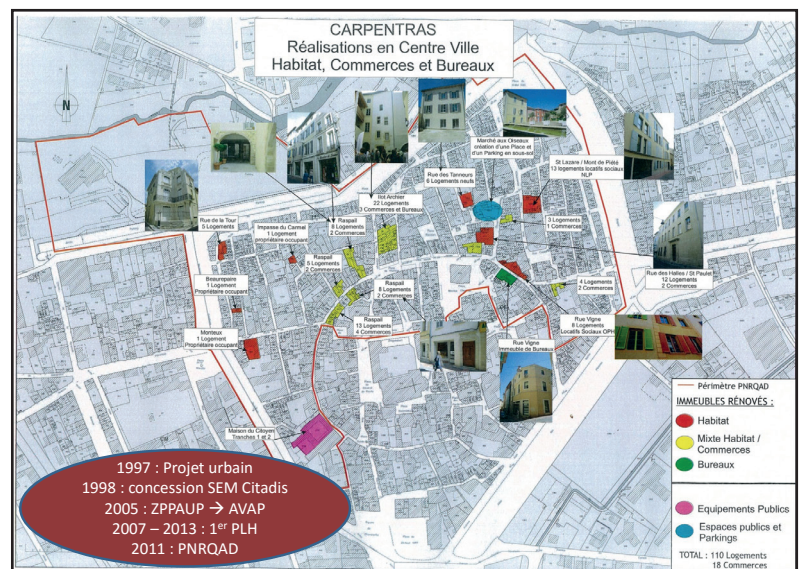 CARPENTRAS
Réalisations en Centre Ville
Habitat, Commerces et Bureaux
N
Marché aux Oiseaux
création d'une Place et
d'un Parking en sous-sol
Rue des Tanneurs
6 Logements neufs
St Lazare / Mont de Piété
13 logements locatifs sociaux
NLP
Ilot Archier
22 Logements
3 Commerces et Bureaux
Rue de la Tour
5 Logements
Impasse du Carmel
1 Logement
propriétaire occupant
Raspail
8 Logements
2 Commerces
3 Logements
1 Commerces
Raspail
5 Logements
2 Commerces
Rue des Halles / St Paulet
12 Logements
2 Commerces
Beaurepaire
1 Logement
Propriétaire occupant
Raspail
8 Logements
2 Commerces
4 Logements
2 Commerces
Raspail
13 Logements
4 Commerces
Monteux
1 Logement
Propriétaire occupant
Rue Vigne
Immeuble de Bureaux
Rue Vigne
8 Logements
Locatifs Sociaux OPH
Maison du Citoyen
Tranches 1 et 2
1997 : Projet urbain
1998 : concession SEM Citadis
2005 : ZPPAUP → AVAP
2007 – 2013 : 1er PLH
2011 : PNRQAD
Périmètre PNRQAD
IMMEUBLES RÉNOVÉS :
Habitat
Mixte Habitat /
Commerces
Bureaux
Equipements Publics
Espaces publics et
Parkings
TOTAL : 110 Logements
18 Commerces